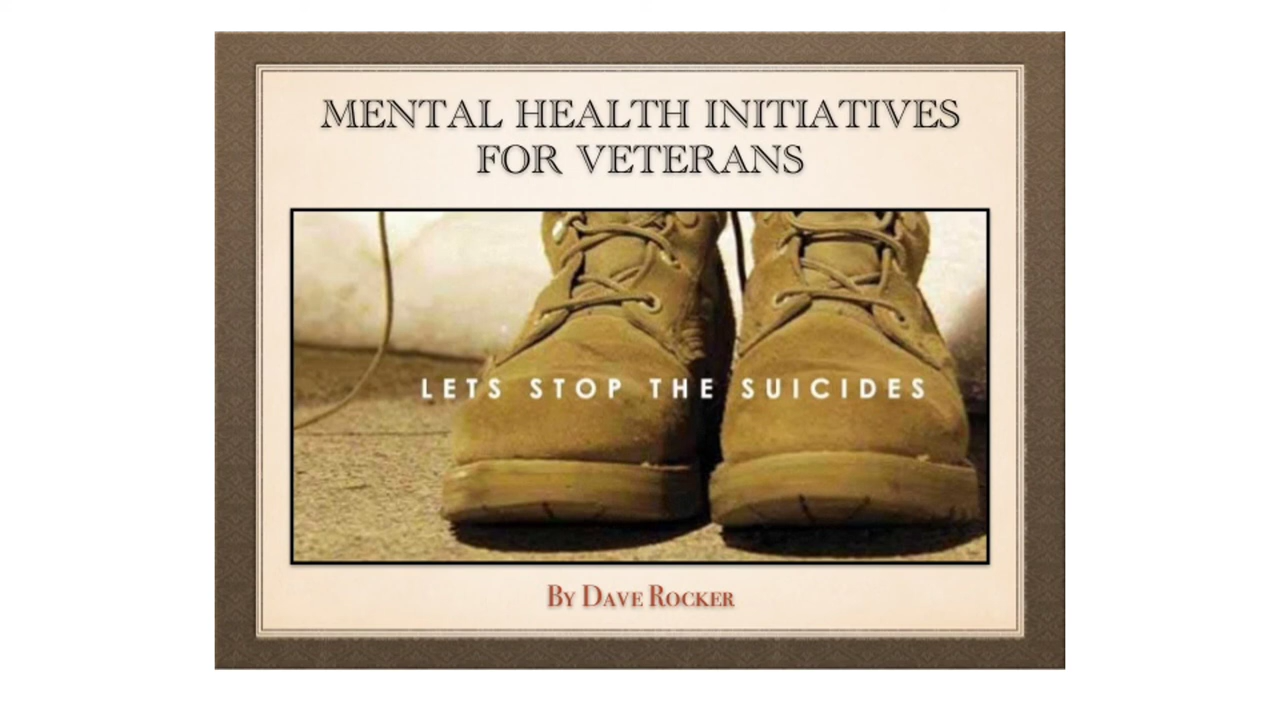 MENTAL HEALTH INITIATIVES
FOR VETERANS
LETS STOP THE SUICIDES
BY DAVE ROCKER